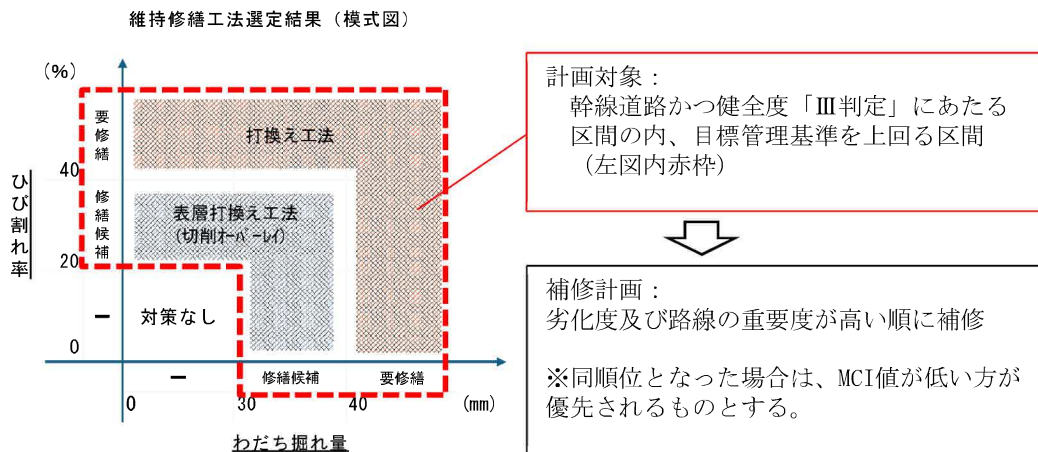 維持修繕工法選定結果（模式図）
(%)
要修繕
打換え工法
40
ひび割れ率
修繕候補
表層打換え工法
(切削オーバーレイ)
20
ー
対策なし
0
ー
修繕候補
要修繕
0
30
40
(mm)
わだち掘れ量
計画対象：
幹線道路かつ健全度「Ⅲ判定」にあたる
区間の内、目標管理基準を上回る区間
（左図内赤枠）
補修計画：
劣化度及び路線の重要度が高い順に補修
※同順位となった場合は、MCI値が低い方が
優先されるものとする。